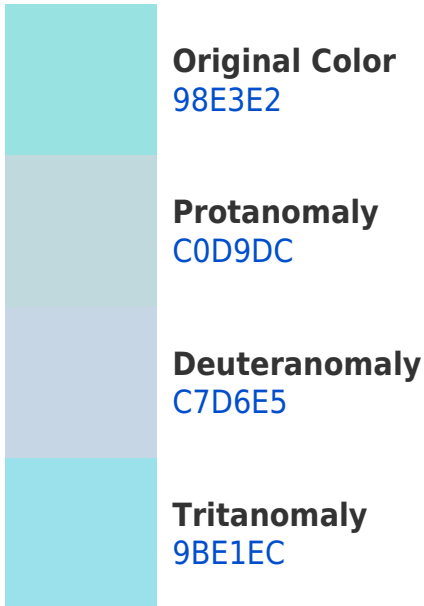 Original Color
98E3E2
Protanomaly
C0D9DC
Deuteranomaly
C7D6E5
Tritanomaly
9BE1EC